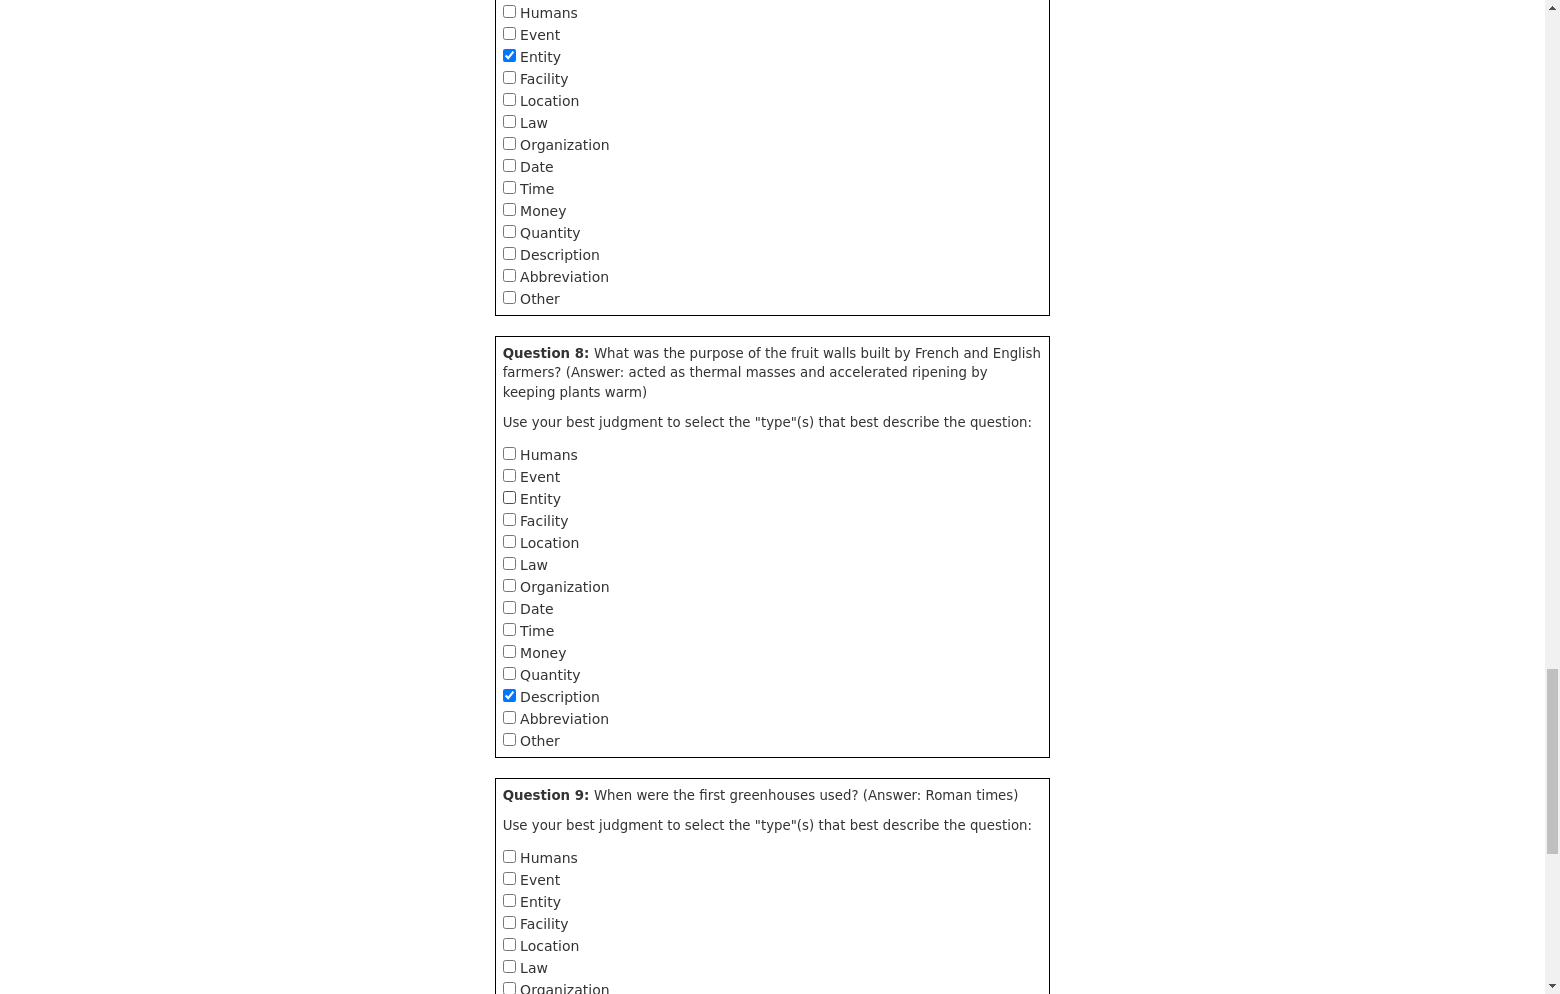 Humans
Event
Entity
Facility
Location
Law
Organization
Date
Time
Money
Quantity
Description
Abbreviation
Other
Question 8: What was the purpose of the fruit walls built by French and English
farmers? (Answer: acted as thermal masses and accelerated ripening by
keeping plants warm)
Use your best judgment to select the "type"(s) that best describe the question:
Humans
Event
Entity
Facility
Location
Law
Organization
Date
Time
Money
Quantity
Description
Abbreviation
Other
Question 9: When were the first greenhouses used? (Answer: Roman times)
Use your best judgment to select the "type"(s) that best describe the question:
Humans
Event
Entity
Facility
Location
Law
Organization